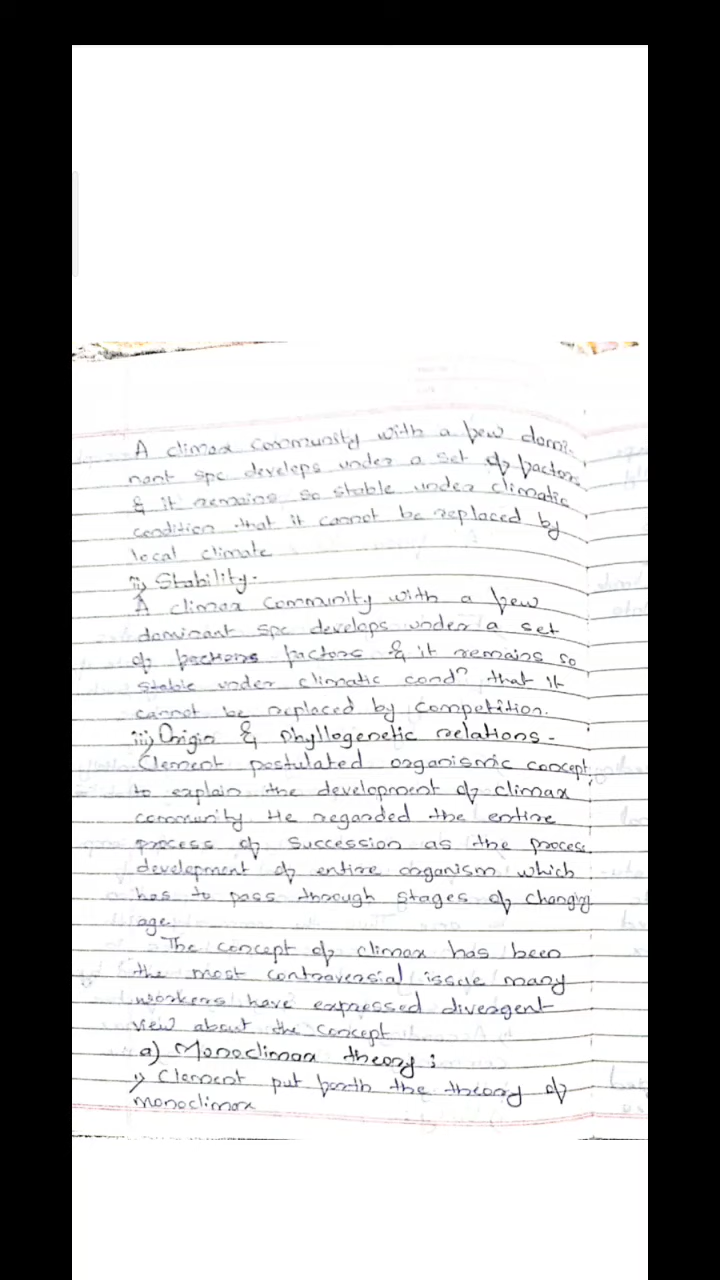 A climax community with a few domi-
nant spc develops under a set of factors
& it remains so stable under climatic
condition that it cannot be replaced by
local climate
ii) Stability -
A climax community with a few
dominant spc develops under a set
of factors & it remains so
stable under climatic condⁿ that it
cannot be replaced by competition.
iii) Origin & phyllogenetic relations -
Clement postulated organismic concept
to explain the development of climax
community He regarded the entire
process of succession as the process
development of entire organism which
has to pass through stages of changing
age
The concept of climax has been
the most contraversial issue many
workers have expressed divergent
view about the concept
a) Monoclimax theory :
i) Clement put forth the theory of
monoclimax